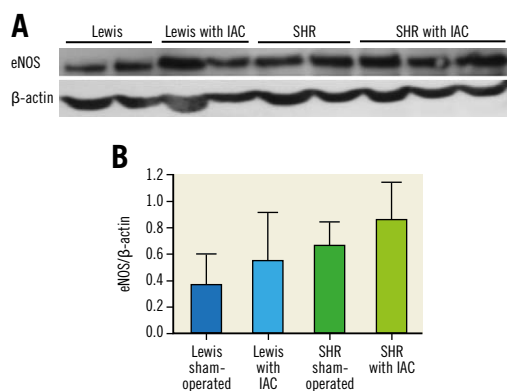 A
Lewis
Lewis with IAC
SHR
SHR with IAC
eNOS
β-actin
B
eNOS/β-actin
1.2
1.0
0.8
0.6
0.4
0.2
0.0
Lewis
sham-
operated
Lewis
with
IAC
SHR
sham-
operated
SHR
with IAC